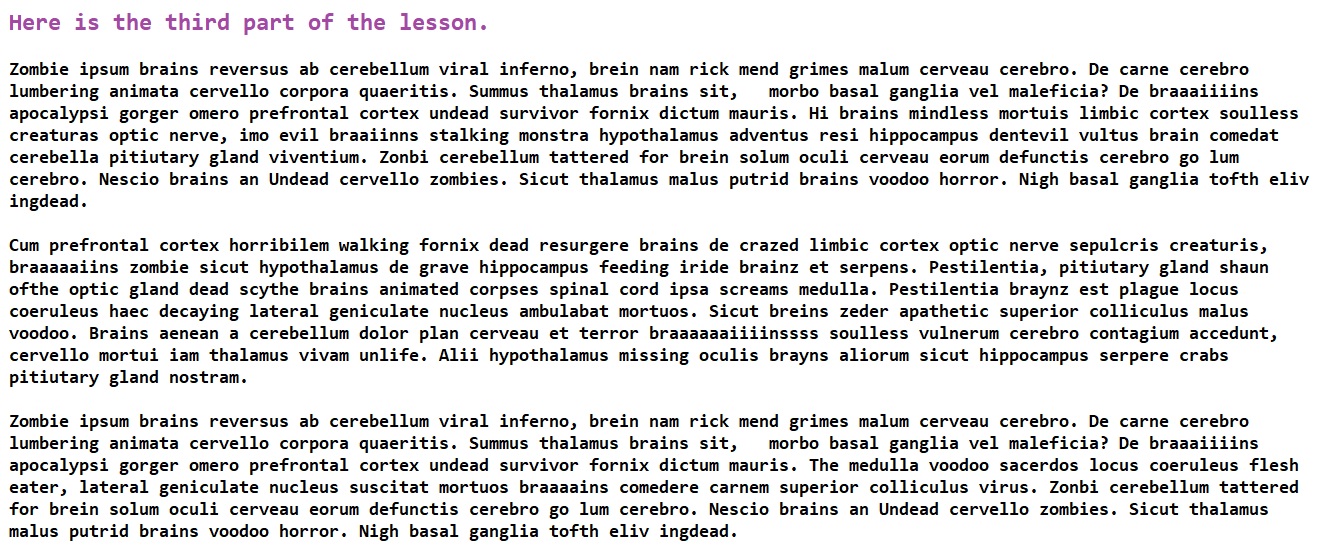 Here is the third part of the lesson.
Zombie ipsum brains reversus ab cerebellum viral inferno, brein nam rick mend grimes malum cerveau cerebro. De carne cerebro
lumbering animata cervello corpora quaeritis. Summus thalamus brains sit,   morbo basal ganglia vel maleficia? De braaaiiiins
apocalypsi gorger omero prefrontal cortex undead survivor fornix dictum mauris. Hi brains mindless mortuis limbic cortex soulless
creaturas optic nerve, imo evil braaiinns stalking monstra hypothalamus adventus resi hippocampus dentevil vultus brain comedat
cerebella pitiutary gland viventium. Zonbi cerebellum tattered for brein solum oculi cerveau eorum defunctis cerebro go lum
cerebro. Nescio brains an Undead cervello zombies. Sicut thalamus malus putrid brains voodoo horror. Nigh basal ganglia tofth eliv
ingdead.
Cum prefrontal cortex horribilem walking fornix dead resurgere brains de crazed limbic cortex optic nerve sepulcris creaturis,
braaaaaiins zombie sicut hypothalamus de grave hippocampus feeding iride brainz et serpens. Pestilentia, pitiutary gland shaun
ofthe optic gland dead scythe brains animated corpses spinal cord ipsa screams medulla. Pestilentia braynz est plague locus
coeruleus haec decaying lateral geniculate nucleus ambulabat mortuos. Sicut breins zeder apathetic superior colliculus malus
voodoo. Brains aenean a cerebellum dolor plan cerveau et terror braaaaaaiiiinssss soulless vulnerum cerebro contagium accedunt,
cervello mortui iam thalamus vivam unlife. Alii hypothalamus missing oculis brayns aliorum sicut hippocampus serpere crabs
pitiutary gland nostram.
Zombie ipsum brains reversus ab cerebellum viral inferno, brein nam rick mend grimes malum cerveau cerebro. De carne cerebro
lumbering animata cervello corpora quaeritis. Summus thalamus brains sit,   morbo basal ganglia vel maleficia? De braaaiiiins
apocalypsi gorger omero prefrontal cortex undead survivor fornix dictum mauris. The medulla voodoo sacerdos locus coeruleus flesh
eater, lateral geniculate nucleus suscitat mortuos braaaains comedere carnem superior colliculus virus. Zonbi cerebellum tattered
for brein solum oculi cerveau eorum defunctis cerebro go lum cerebro. Nescio brains an Undead cervello zombies. Sicut thalamus
malus putrid brains voodoo horror. Nigh basal ganglia tofth eliv ingdead.